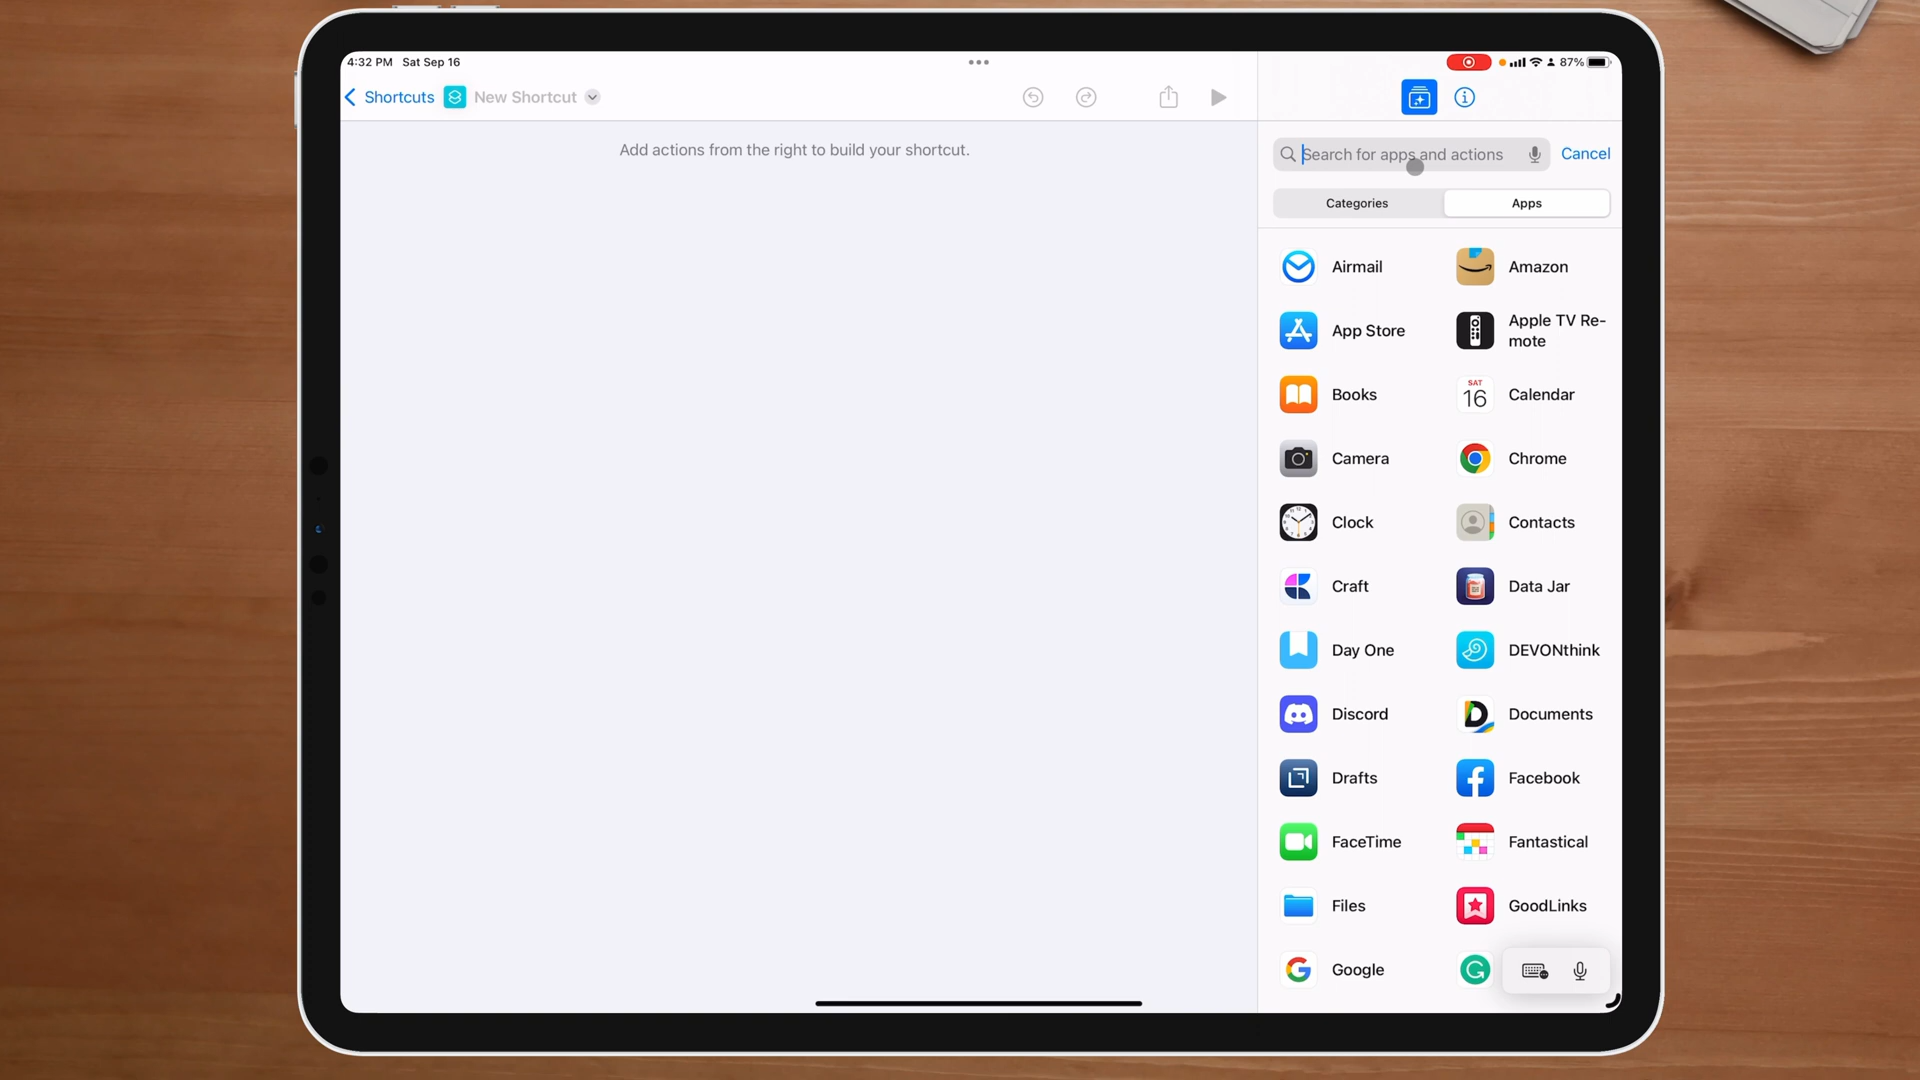 4:32 PM Sat Sep 16
87%
Shortcuts New Shortcut
Add actions from the right to build your shortcut.
Search for apps and actions
Cancel
Categories Apps
Airmail Amazon
App Store Apple TV Re-
mote
Books SAT 16 Calendar
Camera Chrome
Clock Contacts
Craft Data Jar
Day One DEVONthink
Discord Documents
Drafts Facebook
FaceTime Fantastical
Files GoodLinks
Google